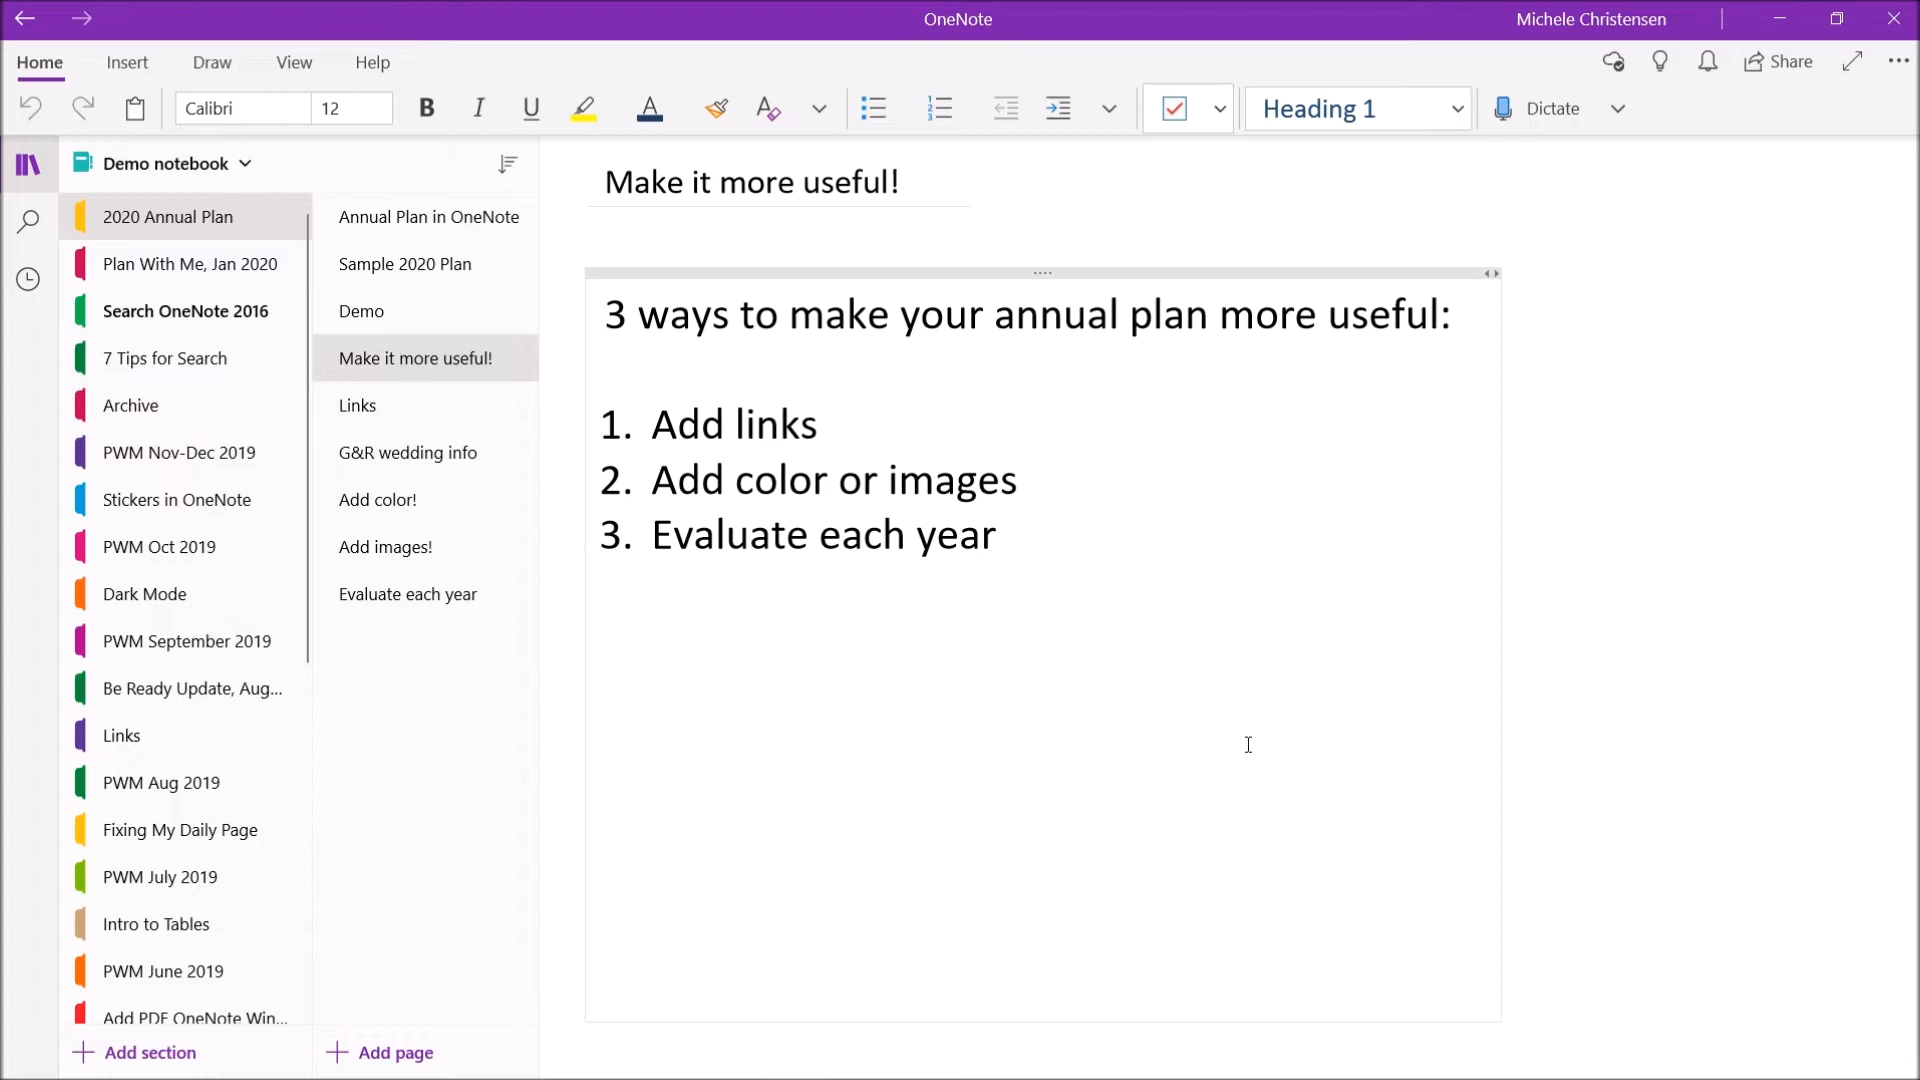 OneNote
Michele Christensen
Home Insert Draw View Help
Share
Calibri 12
B I U A A
Heading 1
Dictate
Demo notebook
2020 Annual Plan
Plan With Me, Jan 2020
Search OneNote 2016
7 Tips for Search
Archive
PWM Nov-Dec 2019
Stickers in OneNote
PWM Oct 2019
Dark Mode
PWM September 2019
Be Ready Update, Aug...
Links
PWM Aug 2019
Fixing My Daily Page
PWM July 2019
Intro to Tables
PWM June 2019
Add PDF OneNote Win...
Add section
Annual Plan in OneNote
Sample 2020 Plan
Demo
Make it more useful!
Links
G&R wedding info
Add color!
Add images!
Evaluate each year
Add page
Make it more useful!
3 ways to make your annual plan more useful:
1. Add links
2. Add color or images
3. Evaluate each year